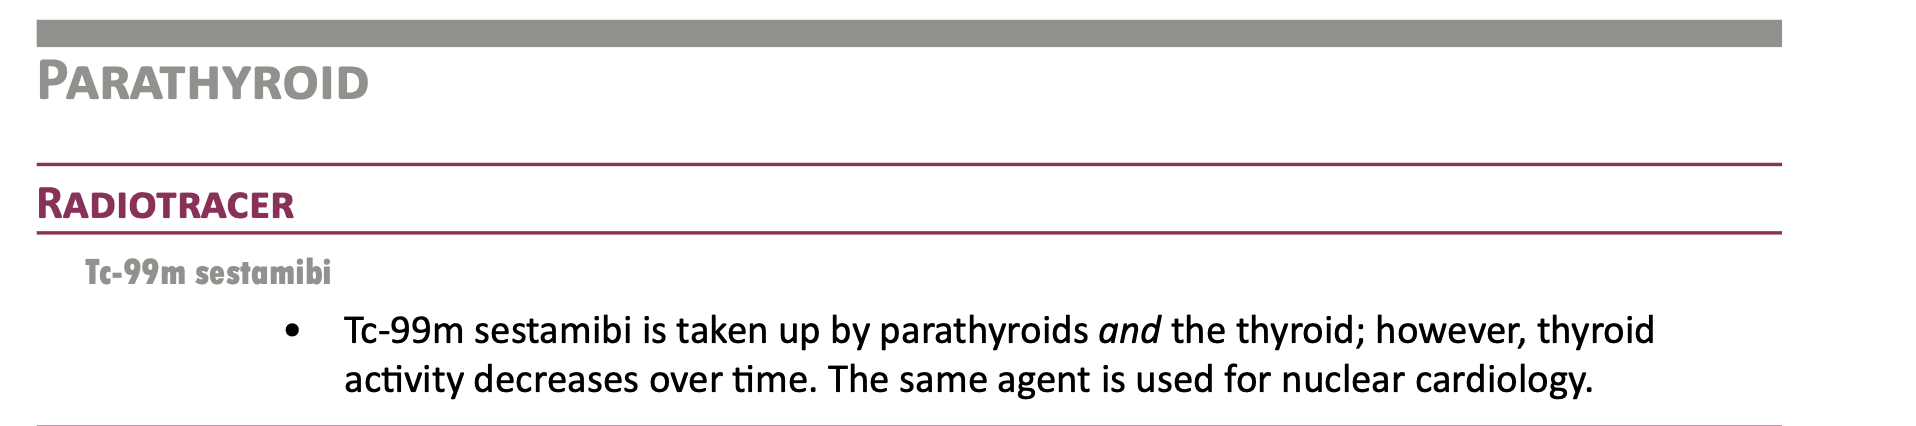 PARATHYROID
RADIOTRACER
Tc-99m sestamibi
• Tc-99m sestamibi is taken up by parathyroids and the thyroid; however, thyroid
activity decreases over time. The same agent is used for nuclear cardiology.